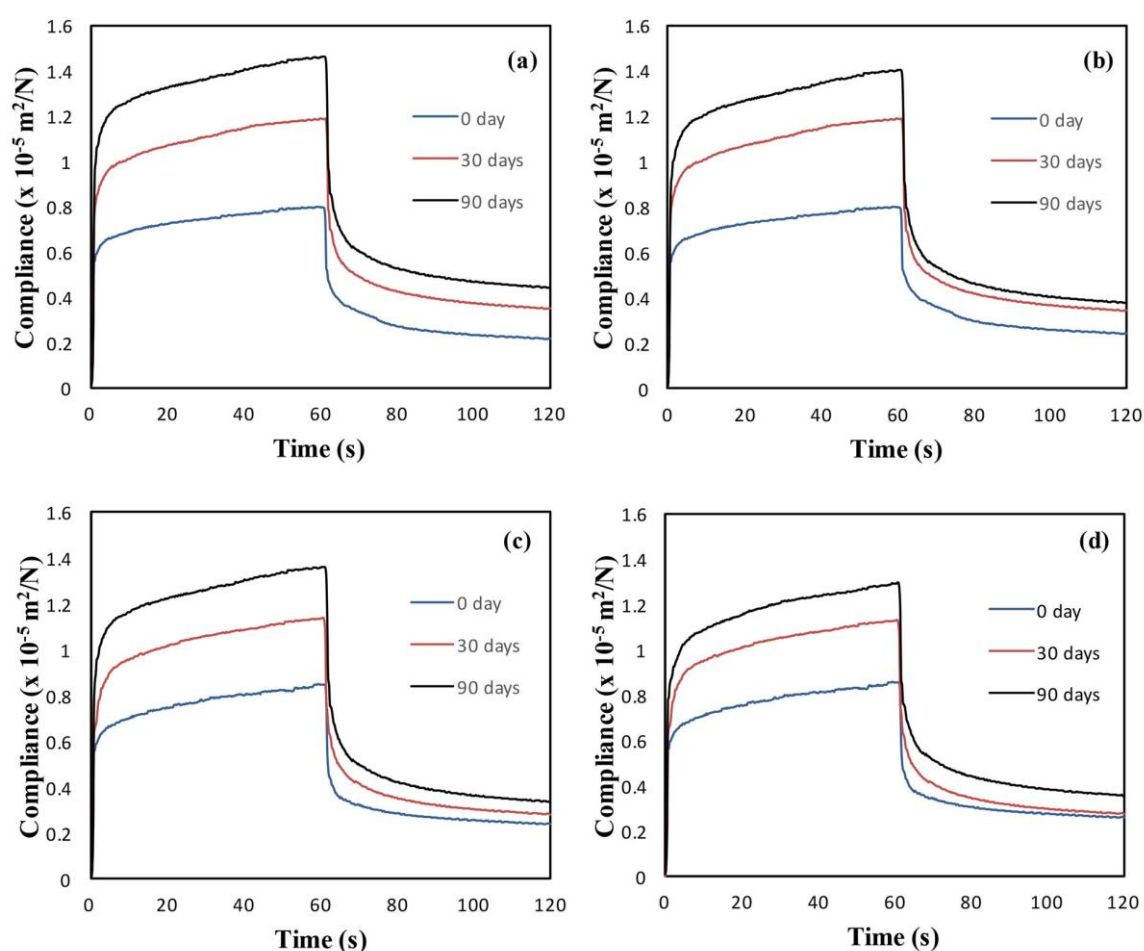 1.6
1.4
1.2
1
0.8
0.6
0.4
0.2
0
0 20 40 60 80 100 120
Compliance (x 10⁻⁵ m²/N)
Time (s)
(a)
0 day
30 days
90 days
1.6
1.4
1.2
1
0.8
0.6
0.4
0.2
0
0 20 40 60 80 100 120
Compliance (x 10⁻⁵ m²/N)
Time (s)
(b)
0 day
30 days
90 days
1.6
1.4
1.2
1
0.8
0.6
0.4
0.2
0
0 20 40 60 80 100 120
Compliance (x 10⁻⁵ m²/N)
Time (s)
(c)
0 day
30 days
90 days
1.6
1.4
1.2
1
0.8
0.6
0.4
0.2
0
0 20 40 60 80 100 120
Compliance (x 10⁻⁵ m²/N)
Time (s)
(d)
0 day
30 days
90 days